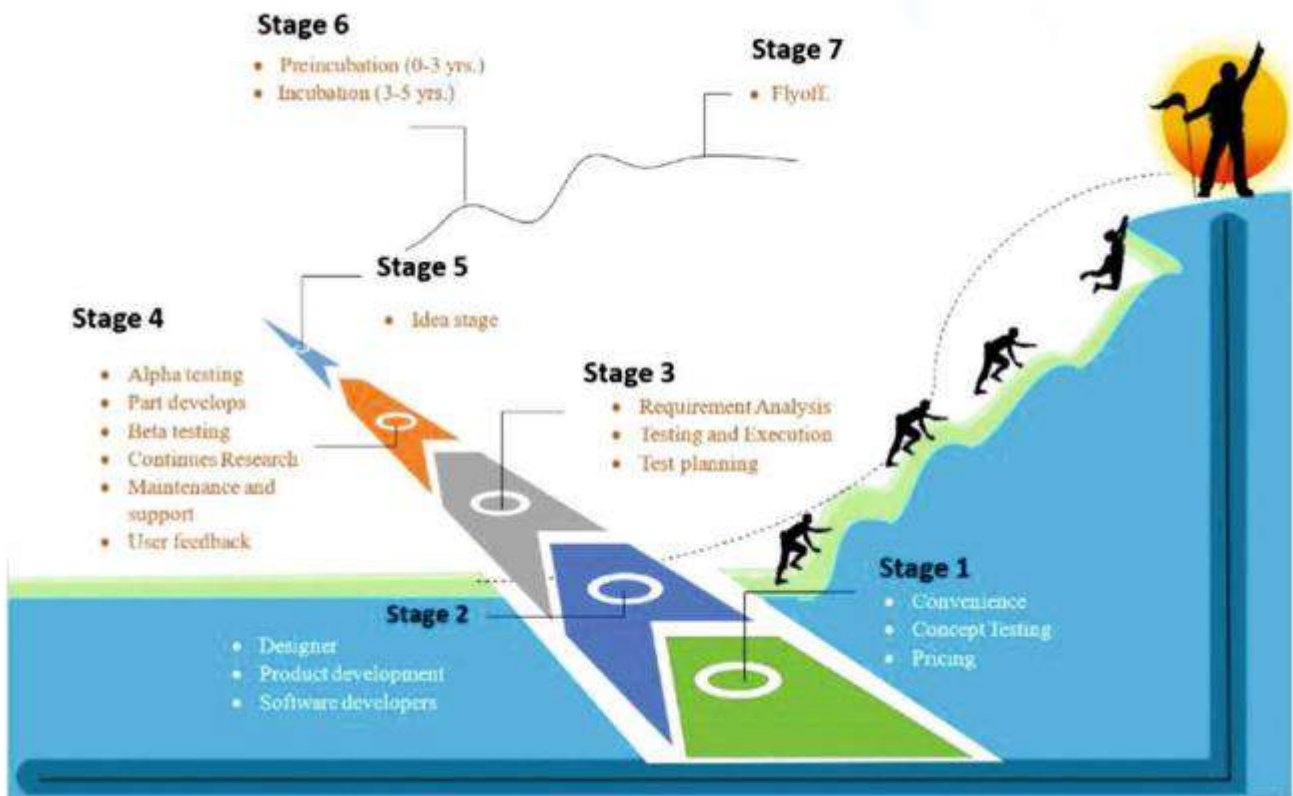 Stage 6
• Preincubation (0-3 yrs.)
• Incubation (3-5 yrs.)
Stage 7
• Flyoff.
Stage 5
• Idea stage
Stage 4
• Alpha testing
• Part develops
• Beta testing
• Continues Research
• Maintenance and
support
• User feedback
Stage 3
• Requirement Analysis
• Testing and Execution
• Test planning
Stage 2
• Designer
• Product development
• Software developers
Stage 1
• Convenience
• Concept Testing
• Pricing